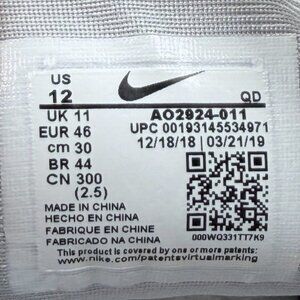 US
12
QD
UK 11
AO2924-011
EUR 46
UPC 00193145534971
cm 30
12/18/18 | 03/21/19
BR 44
CN 300
(2.5)
MADE IN CHINA
HECHO EN CHINA
FABRIQUE EN CHINE
FABRICADO NA CHINA
000WQ331TT7K9
This product is covered by one or more patents:
www.nike.com/patentsvirtualmarking